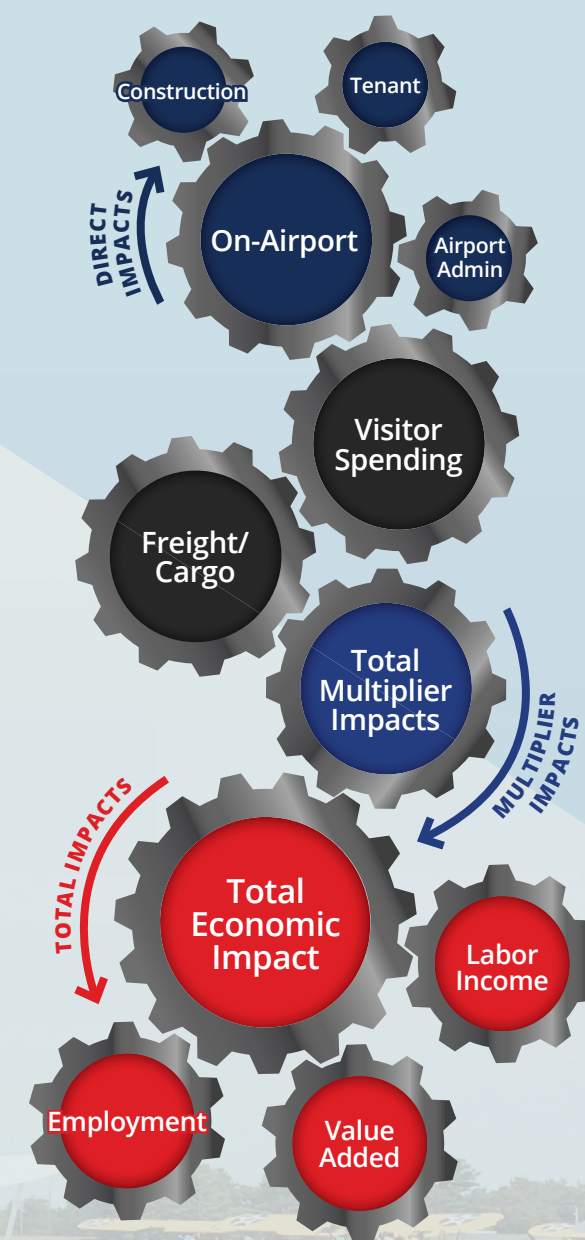 Construction
Tenant
DIRECT
IMPACTS
On-Airport
Airport
Admin
Visitor
Spending
Freight/
Cargo
Total
Multiplier
Impacts
MULTIPLIER
IMPACTS
TOTAL IMPACTS
Total
Economic
Impact
Labor
Income
Employment
Value
Added